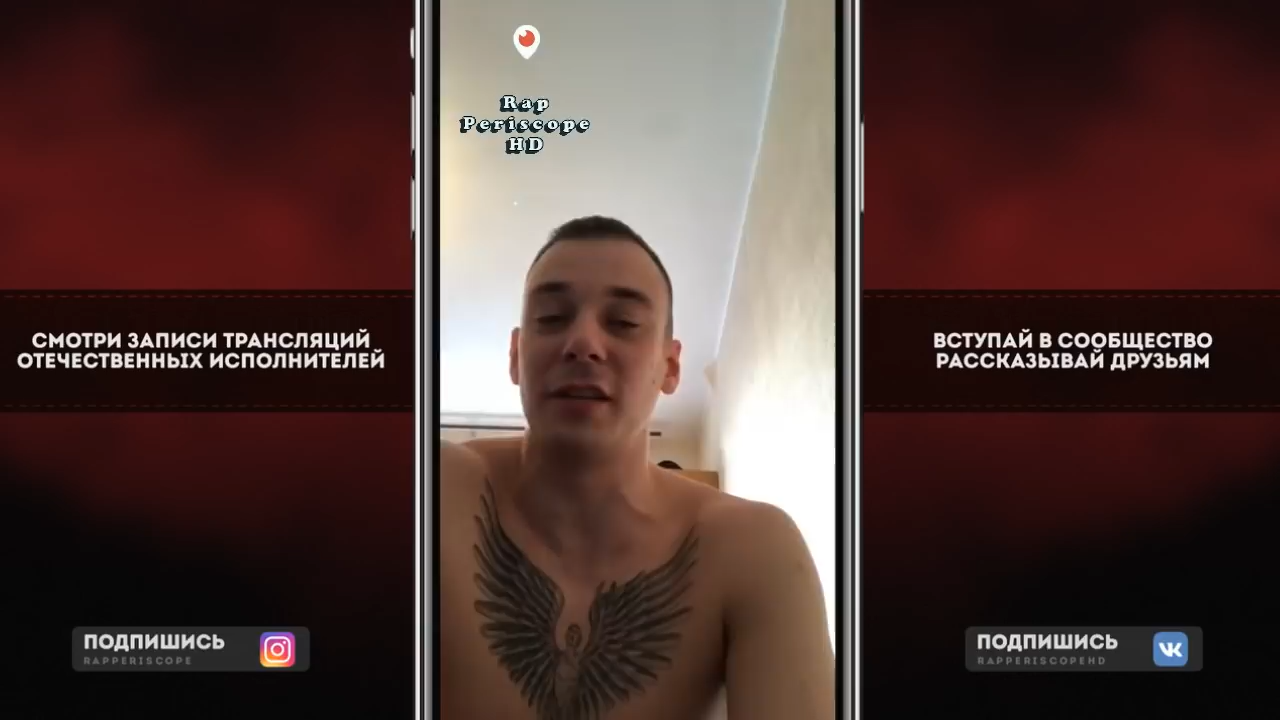 Rap
Periscope
HD
СМОТРИ ЗАПИСИ ТРАНСЛЯЦИЙ
ОТЕЧЕСТВЕННЫХ ИСПОЛНИТЕЛЕЙ
ВСТУПАЙ В СООБЩЕСТВО
РАССКАЗЫВАЙ ДРУЗЬЯМ
ПОДПИШИСЬ
RAPPERISCOPE
ПОДПИШИСЬ
RAPPERISCOPEHD